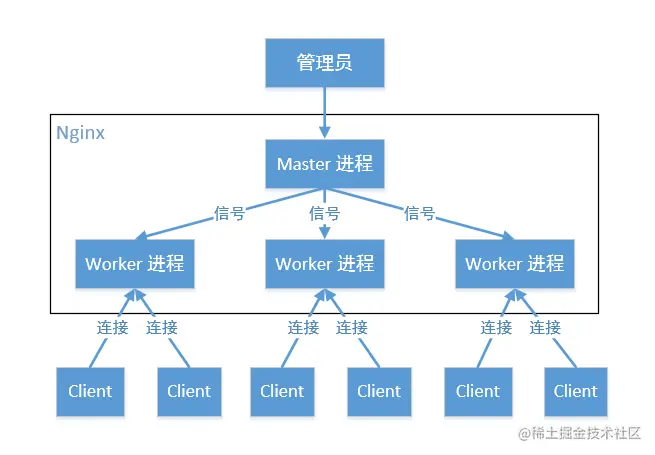 管理员
Nginx
Master 进程
信号
信号
信号
Worker 进程
Worker 进程
Worker 进程
连接
连接
连接
连接
连接
连接
Client
Client
Client
Client
Client
Client
@稀土掘金技术社区